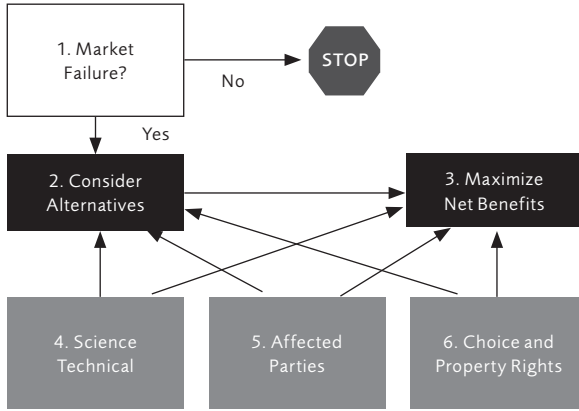 1. Market
Failure?
STOP
No
Yes
2. Consider
Alternatives
3. Maximize
Net Benefits
4. Science
Technical
5. Affected
Parties
6. Choice and
Property Rights